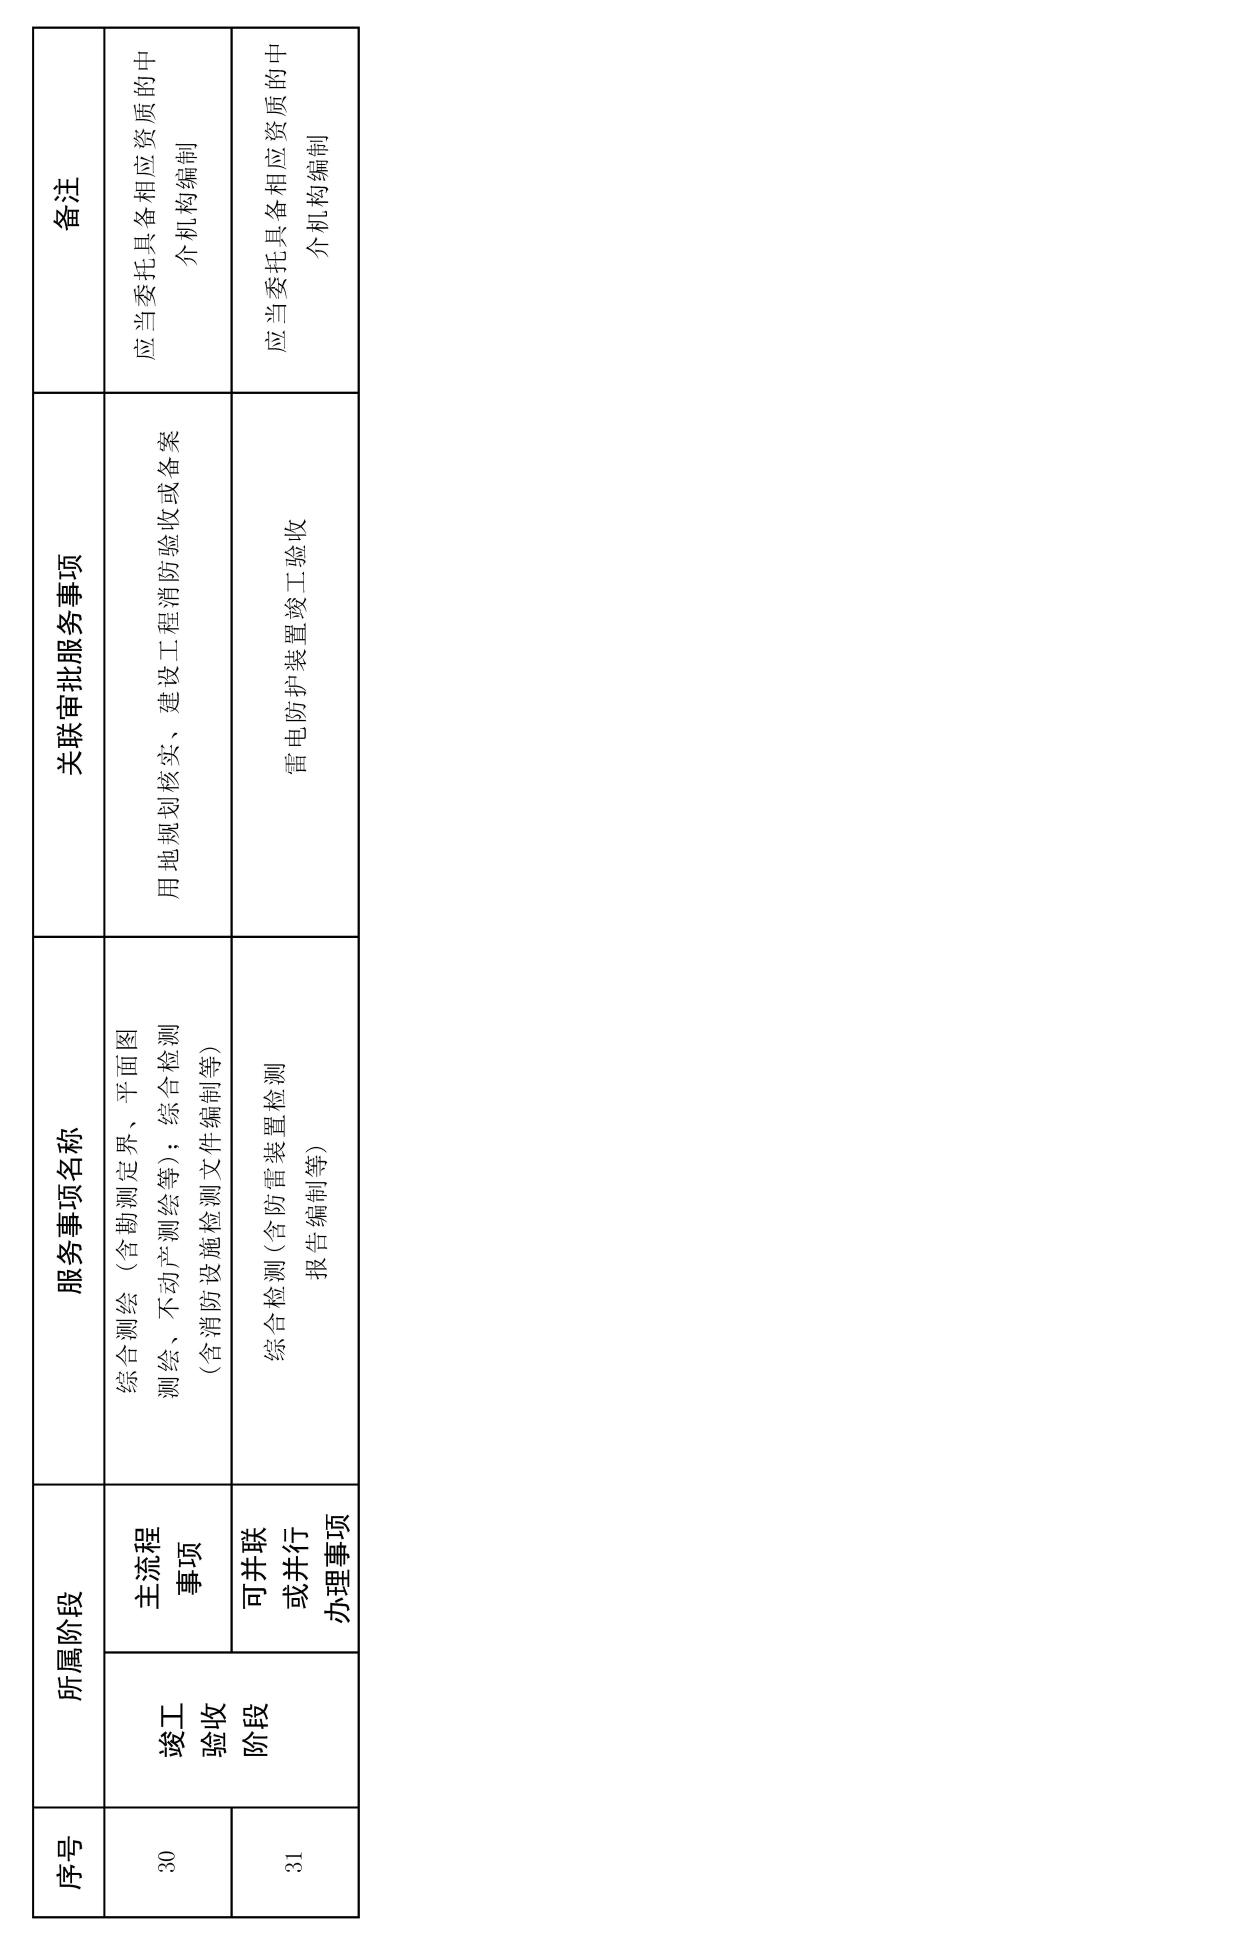 序号
所属阶段
服务事项名称
关联审批服务事项
备注
30
竣工
验收
阶段
主流程
事项
综合测绘（含勘测定界、平面图
测绘、不动产测绘等）；综合检测
（含消防设施检测文件编制等）
用地规划核实、建设工程消防验收或备案
应当委托具备相应资质的中
介机构编制
31
可并联
或并行
办理事项
综合检测（含防雷装置检测
报告编制等）
雷电防护装置竣工验收
应当委托具备相应资质的中
介机构编制